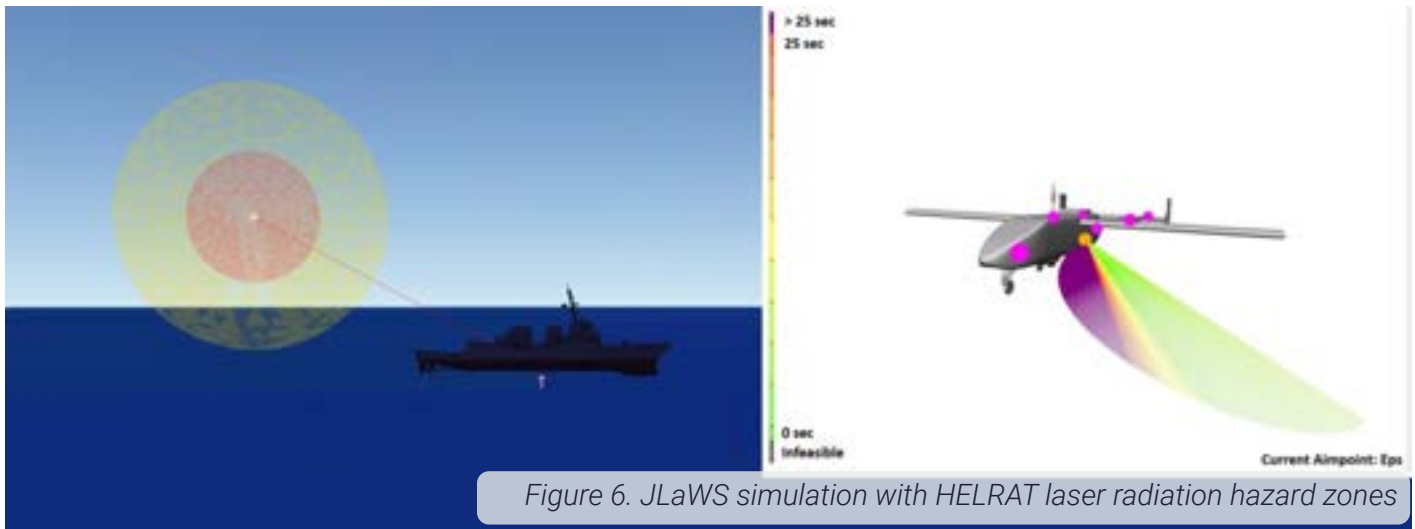 > 25 sec
25 sec
0 sec
Infeasible
Current Aimpoint: Eps
Figure 6. JLaWS simulation with HELRAT laser radiation hazard zones